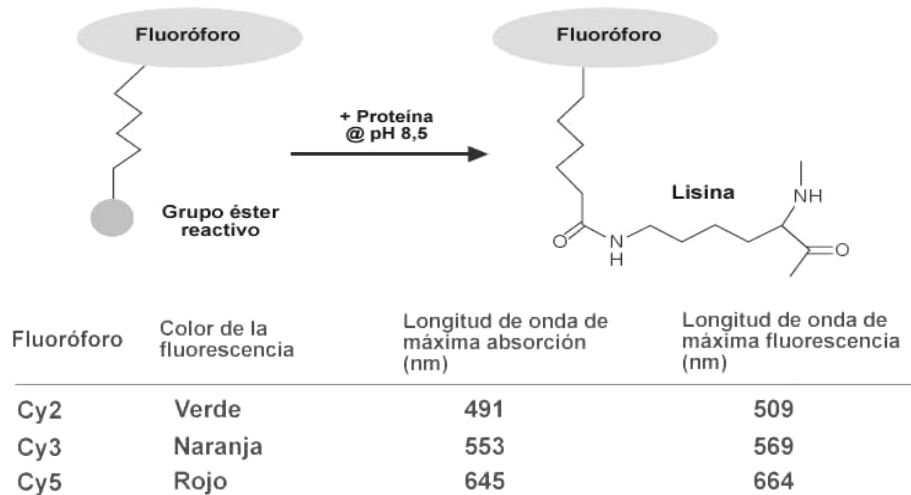 Fluoróforo
Fluoróforo
+ Proteína
@ pH 8,5
Grupo éster
reactivo
Lisina
NH
O
N
H
O
Fluoróforo
Color de la
fluorescencia
Longitud de onda de
máxima absorción
(nm)
Longitud de onda de
máxima fluorescencia
(nm)
Cy2 Verde 491 509
Cy3 Naranja 553 569
Cy5 Rojo 645 664